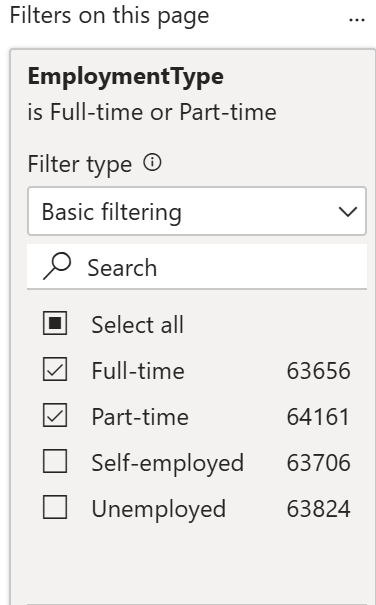 Filters on this page ...
EmploymentType
is Full-time or Part-time
Filter type
Basic filtering
Search
Select all
Full-time 63656
Part-time 64161
Self-employed 63706
Unemployed 63824